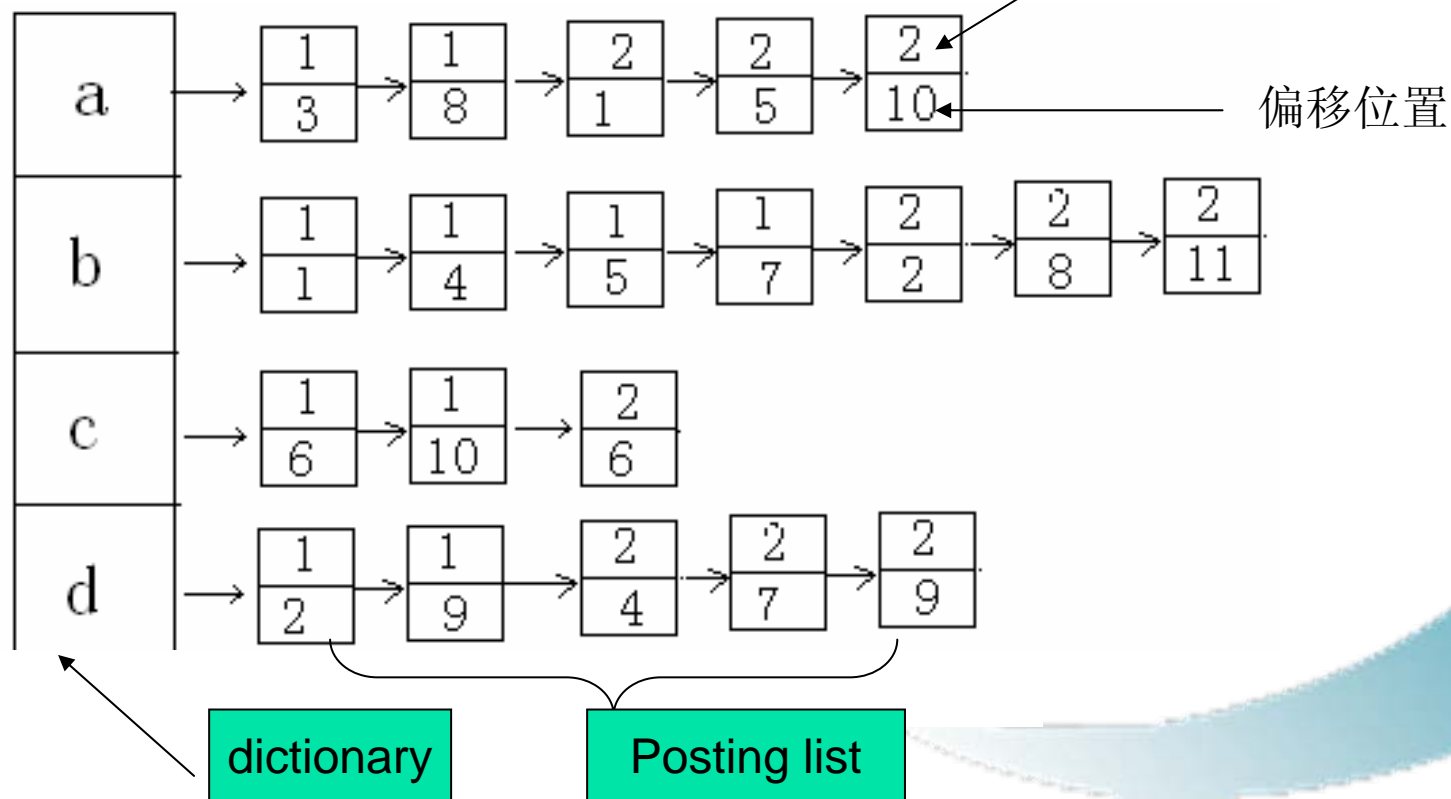 a
1 1 2 2 2
3 8 1 5 10
偏移位置
b
1 1 1 1 2 2 2
1 4 5 7 2 8 11
c
1 1 2
6 10 6
d
1 1 2 2 2
2 9 4 7 9
dictionary
Posting list